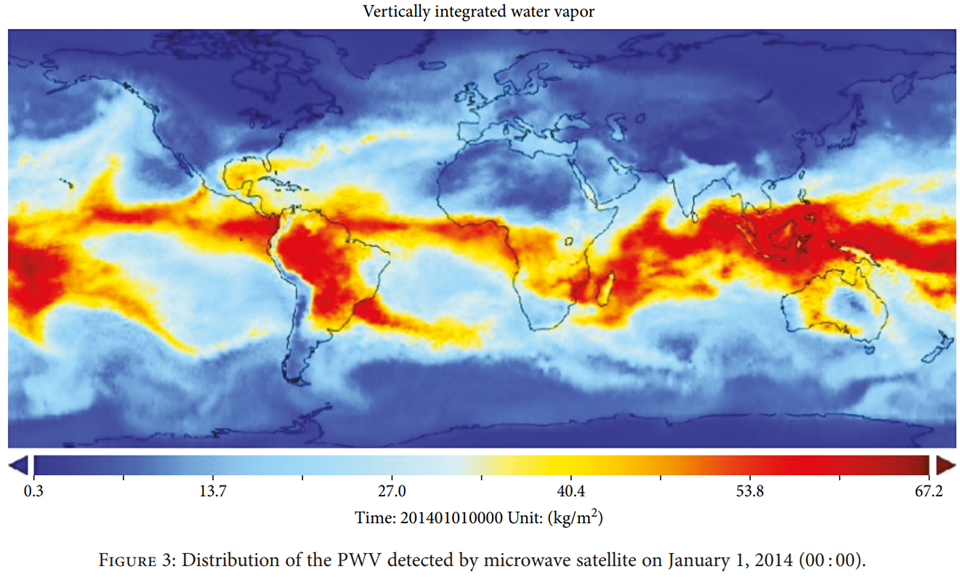 Vertically integrated water vapor
0.3 13.7 27.0 40.4 53.8 67.2
Time: 201401010000 Unit: (kg/m²)
FIGURE 3: Distribution of the PWV detected by microwave satellite on January 1, 2014 (00:00).